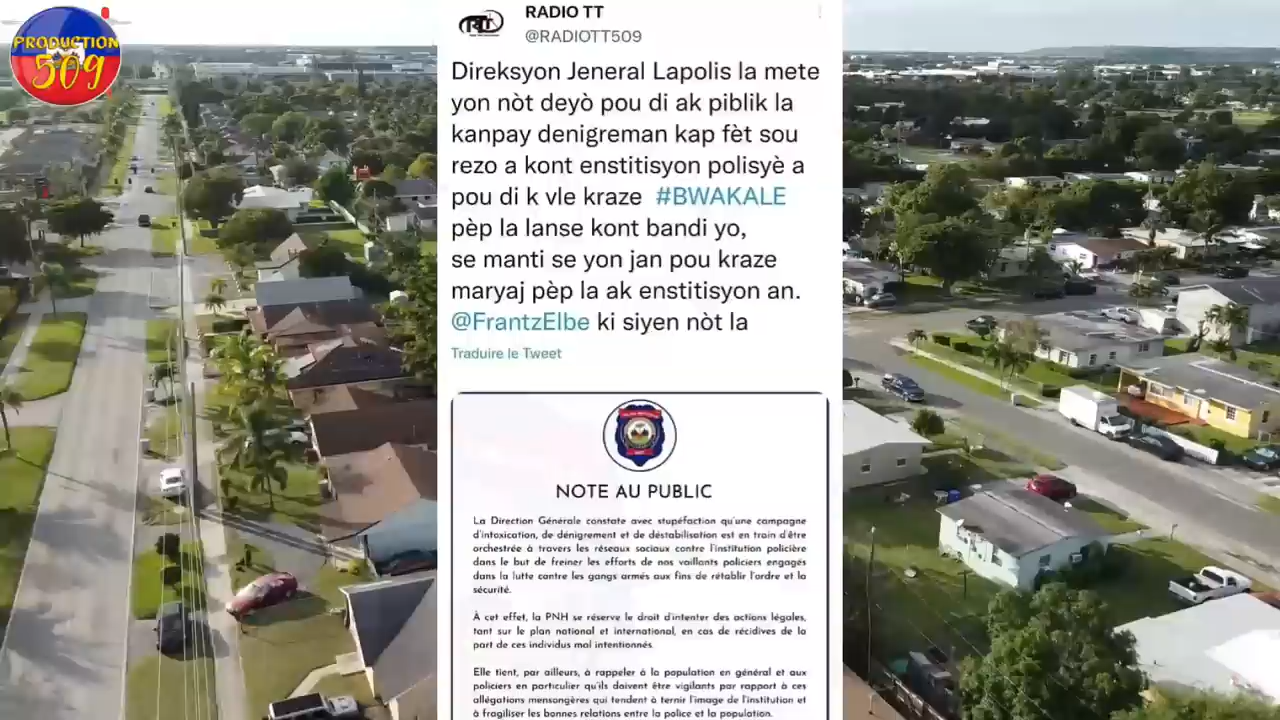 PRODUCTION
509
RADIO TT
@RADIOTT509
Direksyon Jeneral Lapolis la mete
yon nòt deyò pou di ak piblik la
kanpay denigreman kap fèt sou
rezo a kont enstitisyon polisyè a
pou di k vle kraze #BWAKALE
pèp la lanse kont bandi yo,
se manti se yon jan pou kraze
maryaj pèp la ak enstitisyon an.
@FrantzElbe ki siyen nòt la
Traduire le Tweet
NOTE AU PUBLIC
La Direction Générale constate avec stupéfaction qu'une campagne
d'intoxication, de dénigrement et de déstabilisation est en train d'être
orchestrée à travers les réseaux sociaux contre l'institution policière
dans le but de freiner les efforts de nos vaillants policiers engagés
dans la lutte contre les gangs armés aux fins de rétablir l'ordre et la
sécurité.
À cet effet, la PNH se réserve le droit d'intenter des actions légales,
tant sur le plan national et international, en cas de récidives de la
part de ces individus mal intentionnés.
Elle tient, par ailleurs, à rappeler à la population en général et aux
policiers en particulier qu'ils doivent être vigilants par rapport à ces
allégations mensongères qui tendent à ternir l'image de l'institution et
à fragiliser les bonnes relations entre la police et la population.